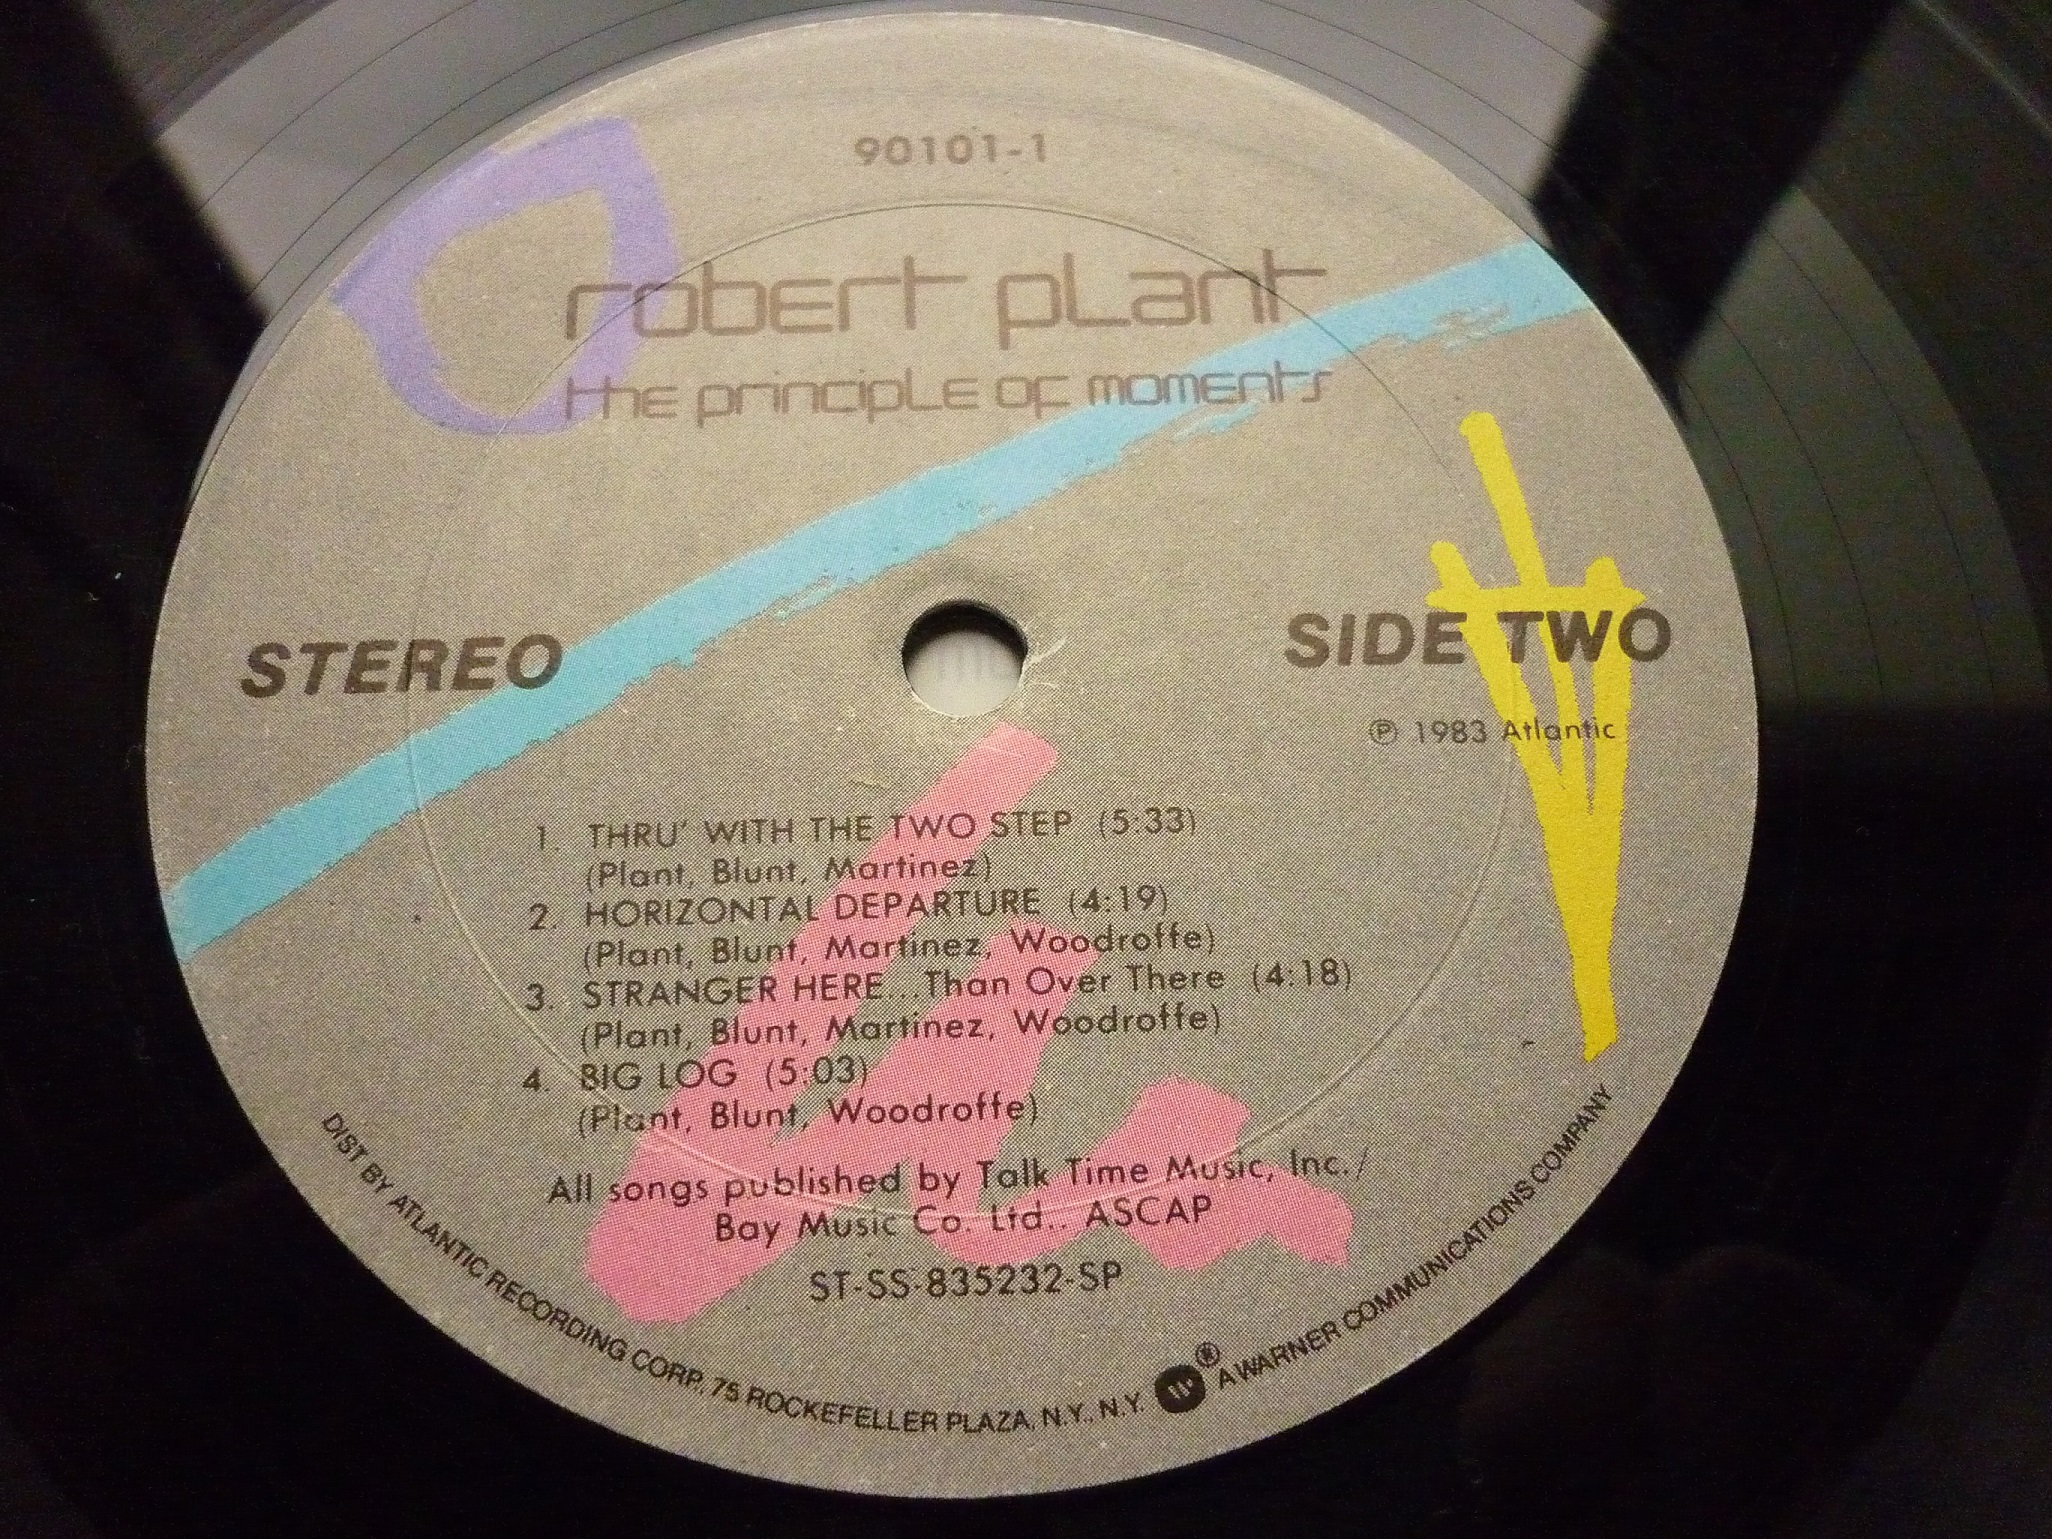 90101-1
robert plant
the principle of moments
STEREO
SIDE TWO
℗ 1983 Atlantic
1. THRU' WITH THE TWO STEP (5:33)
(Plant, Blunt, Martinez)
2. HORIZONTAL DEPARTURE (4:19)
(Plant, Blunt, Martinez, Woodroffe)
3. STRANGER HERE...Than Over There (4:18)
(Plant, Blunt, Martinez, Woodroffe)
4. BIG LOG (5:03)
(Plant, Blunt, Woodroffe)
All songs published by Talk Time Music, Inc./
Bay Music Co. Ltd.. ASCAP
ST-SS-835232-SP
DIST BY ATLANTIC RECORDING CORP., 75 ROCKEFELLER PLAZA, N.Y., N.Y. W ® A WARNER COMMUNICATIONS COMPANY